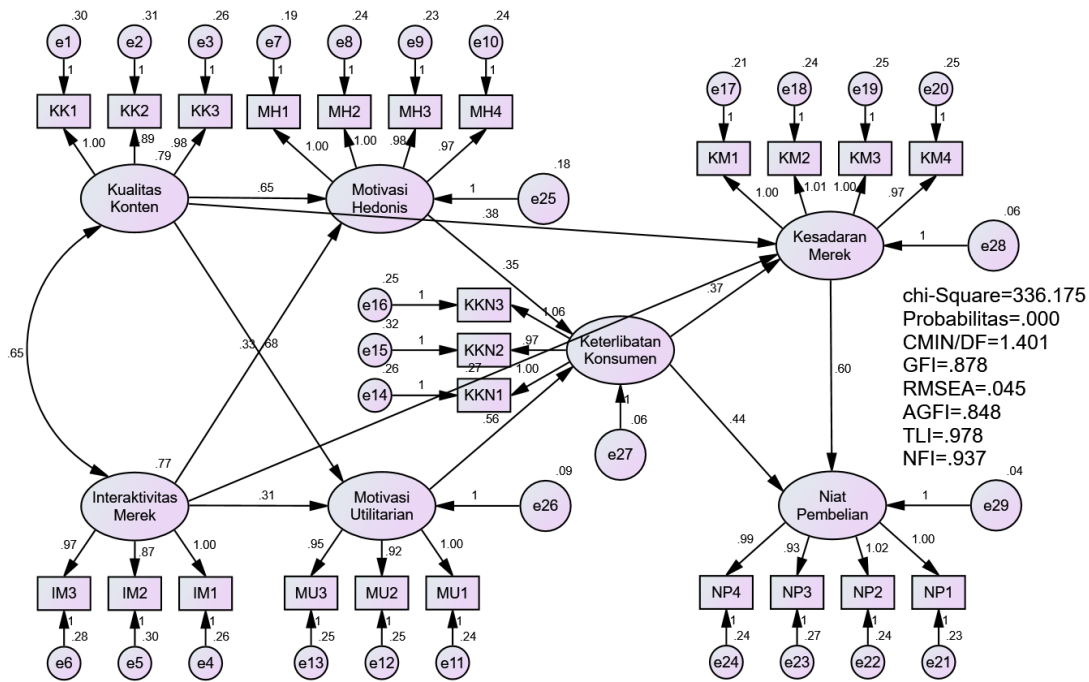 .30 .31 .26 .19 .24 .23 .24
e1 e2 e3 e7 e8 e9 e10
1 1 1 1 1 1 1
KK1 KK2 KK3 MH1 MH2 MH3 MH4
1.00 .89 .98 1.00 1.00 .98 .97
.79
.21 .24 .25 .25
e17 e18 e19 e20
1 1 1 1
KM1 KM2 KM3 KM4
1.00 1.01 1.00 .97
Kualitas
Konten
.65
Motivasi
Hedonis
1
.18
e25
.38
Kesadaran
Merek
1
.06
e28
.35
.37
.25
e16
1
KKN3
1.06
.32
e15
1
KKN2
.97
.26
e14
1
KKN1
1.00
.27
Keterlibatan
Konsumen
1
.06
e27
.65
.33
.68
.56
.44
.60
chi-Square=336.175
Probabilitas=.000
CMIN/DF=1.401
GFI=.878
RMSEA=.045
AGFI=.848
TLI=.978
NFI=.937
.77
Interaktivitas
Merek
.31
Motivasi
Utilitarian
1
.09
e26
Niat
Pembelian
1
.04
e29
.97 .87 1.00 .95 .92 1.00 .99 .93 1.02 1.00
IM3 IM2 IM1 MU3 MU2 MU1 NP4 NP3 NP2 NP1
1 1 1 1 1 1 1 1 1 1
.28 .30 .26 .25 .25 .24 .24 .27 .24 .23
e6 e5 e4 e13 e12 e11 e24 e23 e22 e21